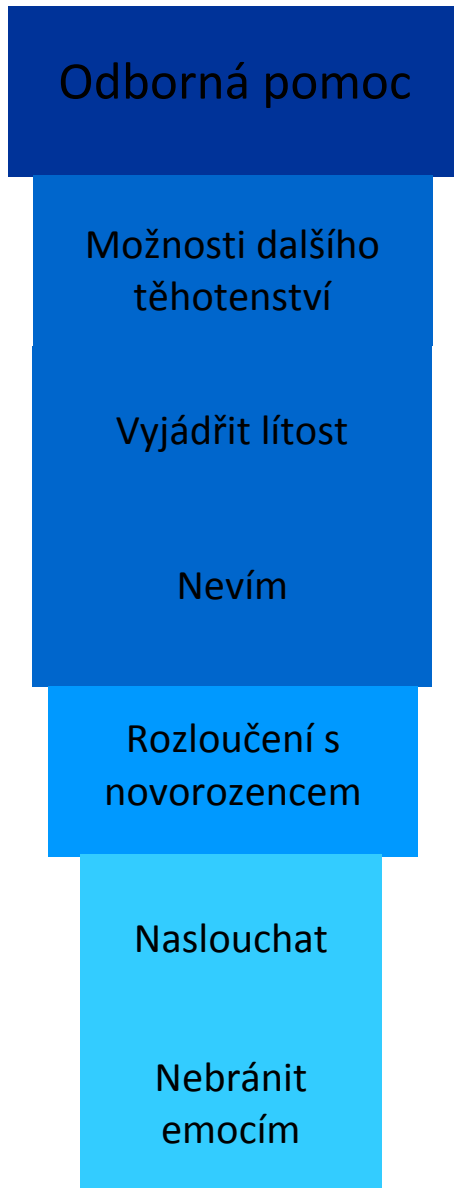 Odborná pomoc
Možnosti dalšího
těhotenství
Vyjádřit lítost
Nevím
Rozloučení s
novorozencem
Naslouchat
Nebránit
emocím